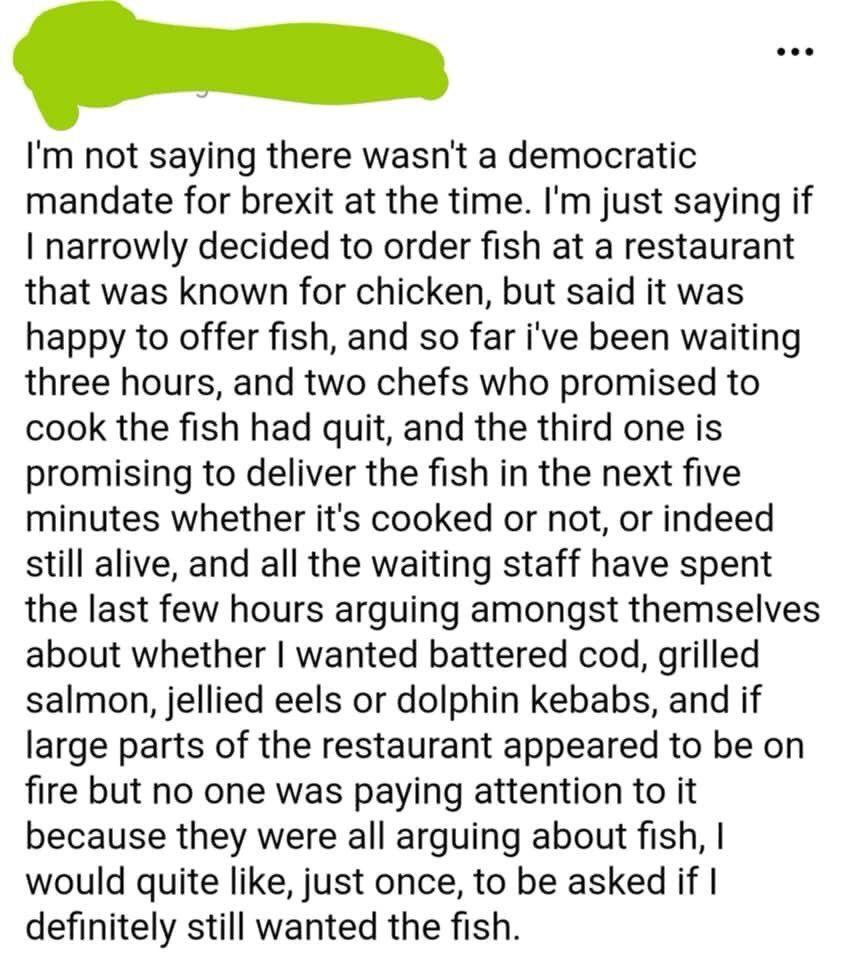 I'm not saying there wasn't a democratic
mandate for brexit at the time. I'm just saying if
I narrowly decided to order fish at a restaurant
that was known for chicken, but said it was
happy to offer fish, and so far i've been waiting
three hours, and two chefs who promised to
cook the fish had quit, and the third one is
promising to deliver the fish in the next five
minutes whether it's cooked or not, or indeed
still alive, and all the waiting staff have spent
the last few hours arguing amongst themselves
about whether I wanted battered cod, grilled
salmon, jellied eels or dolphin kebabs, and if
large parts of the restaurant appeared to be on
fire but no one was paying attention to it
because they were all arguing about fish, I
would quite like, just once, to be asked if I
definitely still wanted the fish.